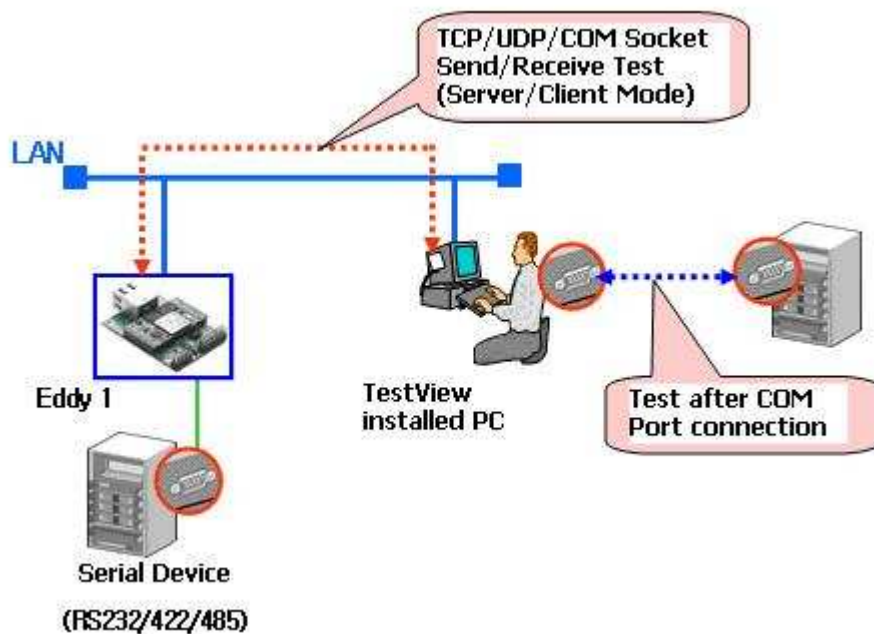 TCP/UDP/COM Socket
Send/Receive Test
(Server/Client Mode)
LAN
Eddy 1
TestView
installed PC
Test after COM
Port connection
Serial Device
(RS232/422/485)